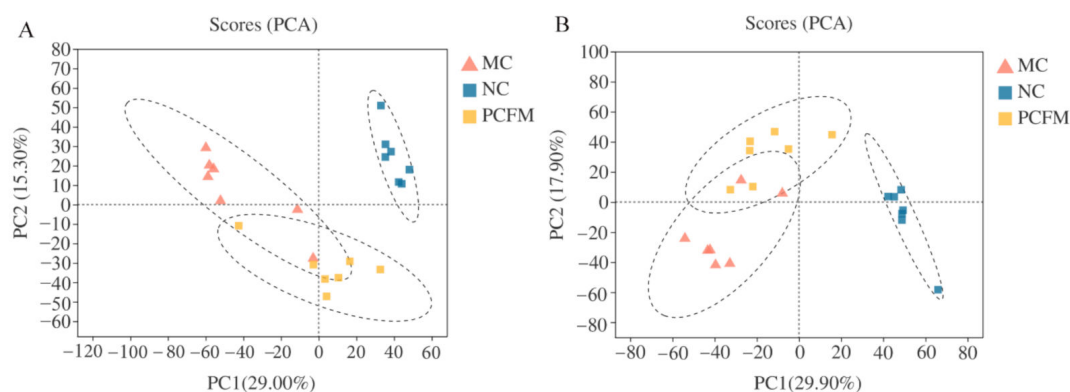 A
Scores (PCA)
80
70
60
50
40
30
20
10
0
−10
−20
−30
−40
−50
−60
PC2 (15.30%)
−120 −100 −80 −60 −40 −20 0 20 40 60
PC1(29.00%)
MC
NC
PCFM
B
Scores (PCA)
100
80
60
40
20
0
−20
−40
−60
−80
PC2 (17.90%)
−80 −60 −40 −20 0 20 40 60 80
PC1(29.90%)
MC
NC
PCFM